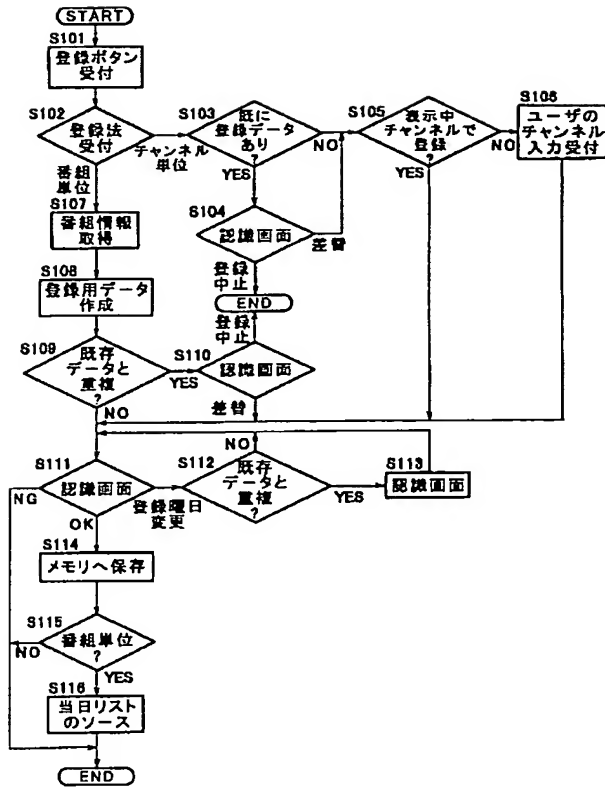 START
S101
登録ボタン
受付
S102
登録法
受付
チャンネル
単位
番組
単位
S103
既に
登録データ
あり
?
NO
YES
S104
認識画面
差替
登録
中止
END
S105
表示中
チャンネルで
登録
?
NO
YES
S106
ユーザの
チャンネル
入力受付
S107
番組情報
取得
S108
登録用データ
作成
S109
既存
データと
重複
?
YES
NO
登録
中止
S110
認識画面
差替
S111
認識画面
NG
OK
登録曜日
変更
S112
既存
データと
重複
?
NO
YES
S113
認識画面
S114
メモリへ保存
S115
番組単位
?
NO
YES
S116
当日リスト
のソース
END